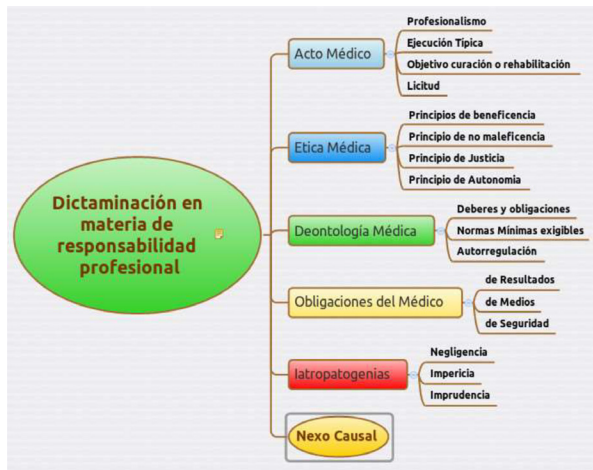 Dictaminación en
materia de
responsabilidad
profesional
Acto Médico
Profesionalismo
Ejecución Típica
Objetivo curación o rehabilitación
Licitud
Etica Médica
Principios de beneficencia
Principio de no maleficencia
Principio de Justicia
Principio de Autonomia
Deontología Médica
Deberes y obligaciones
Normas Mínimas exigibles
Autorregulación
Obligaciones del Médico
de Resultados
de Medios
de Seguridad
Iatropatogenias
Negligencia
Impericia
Imprudencia
Nexo Causal